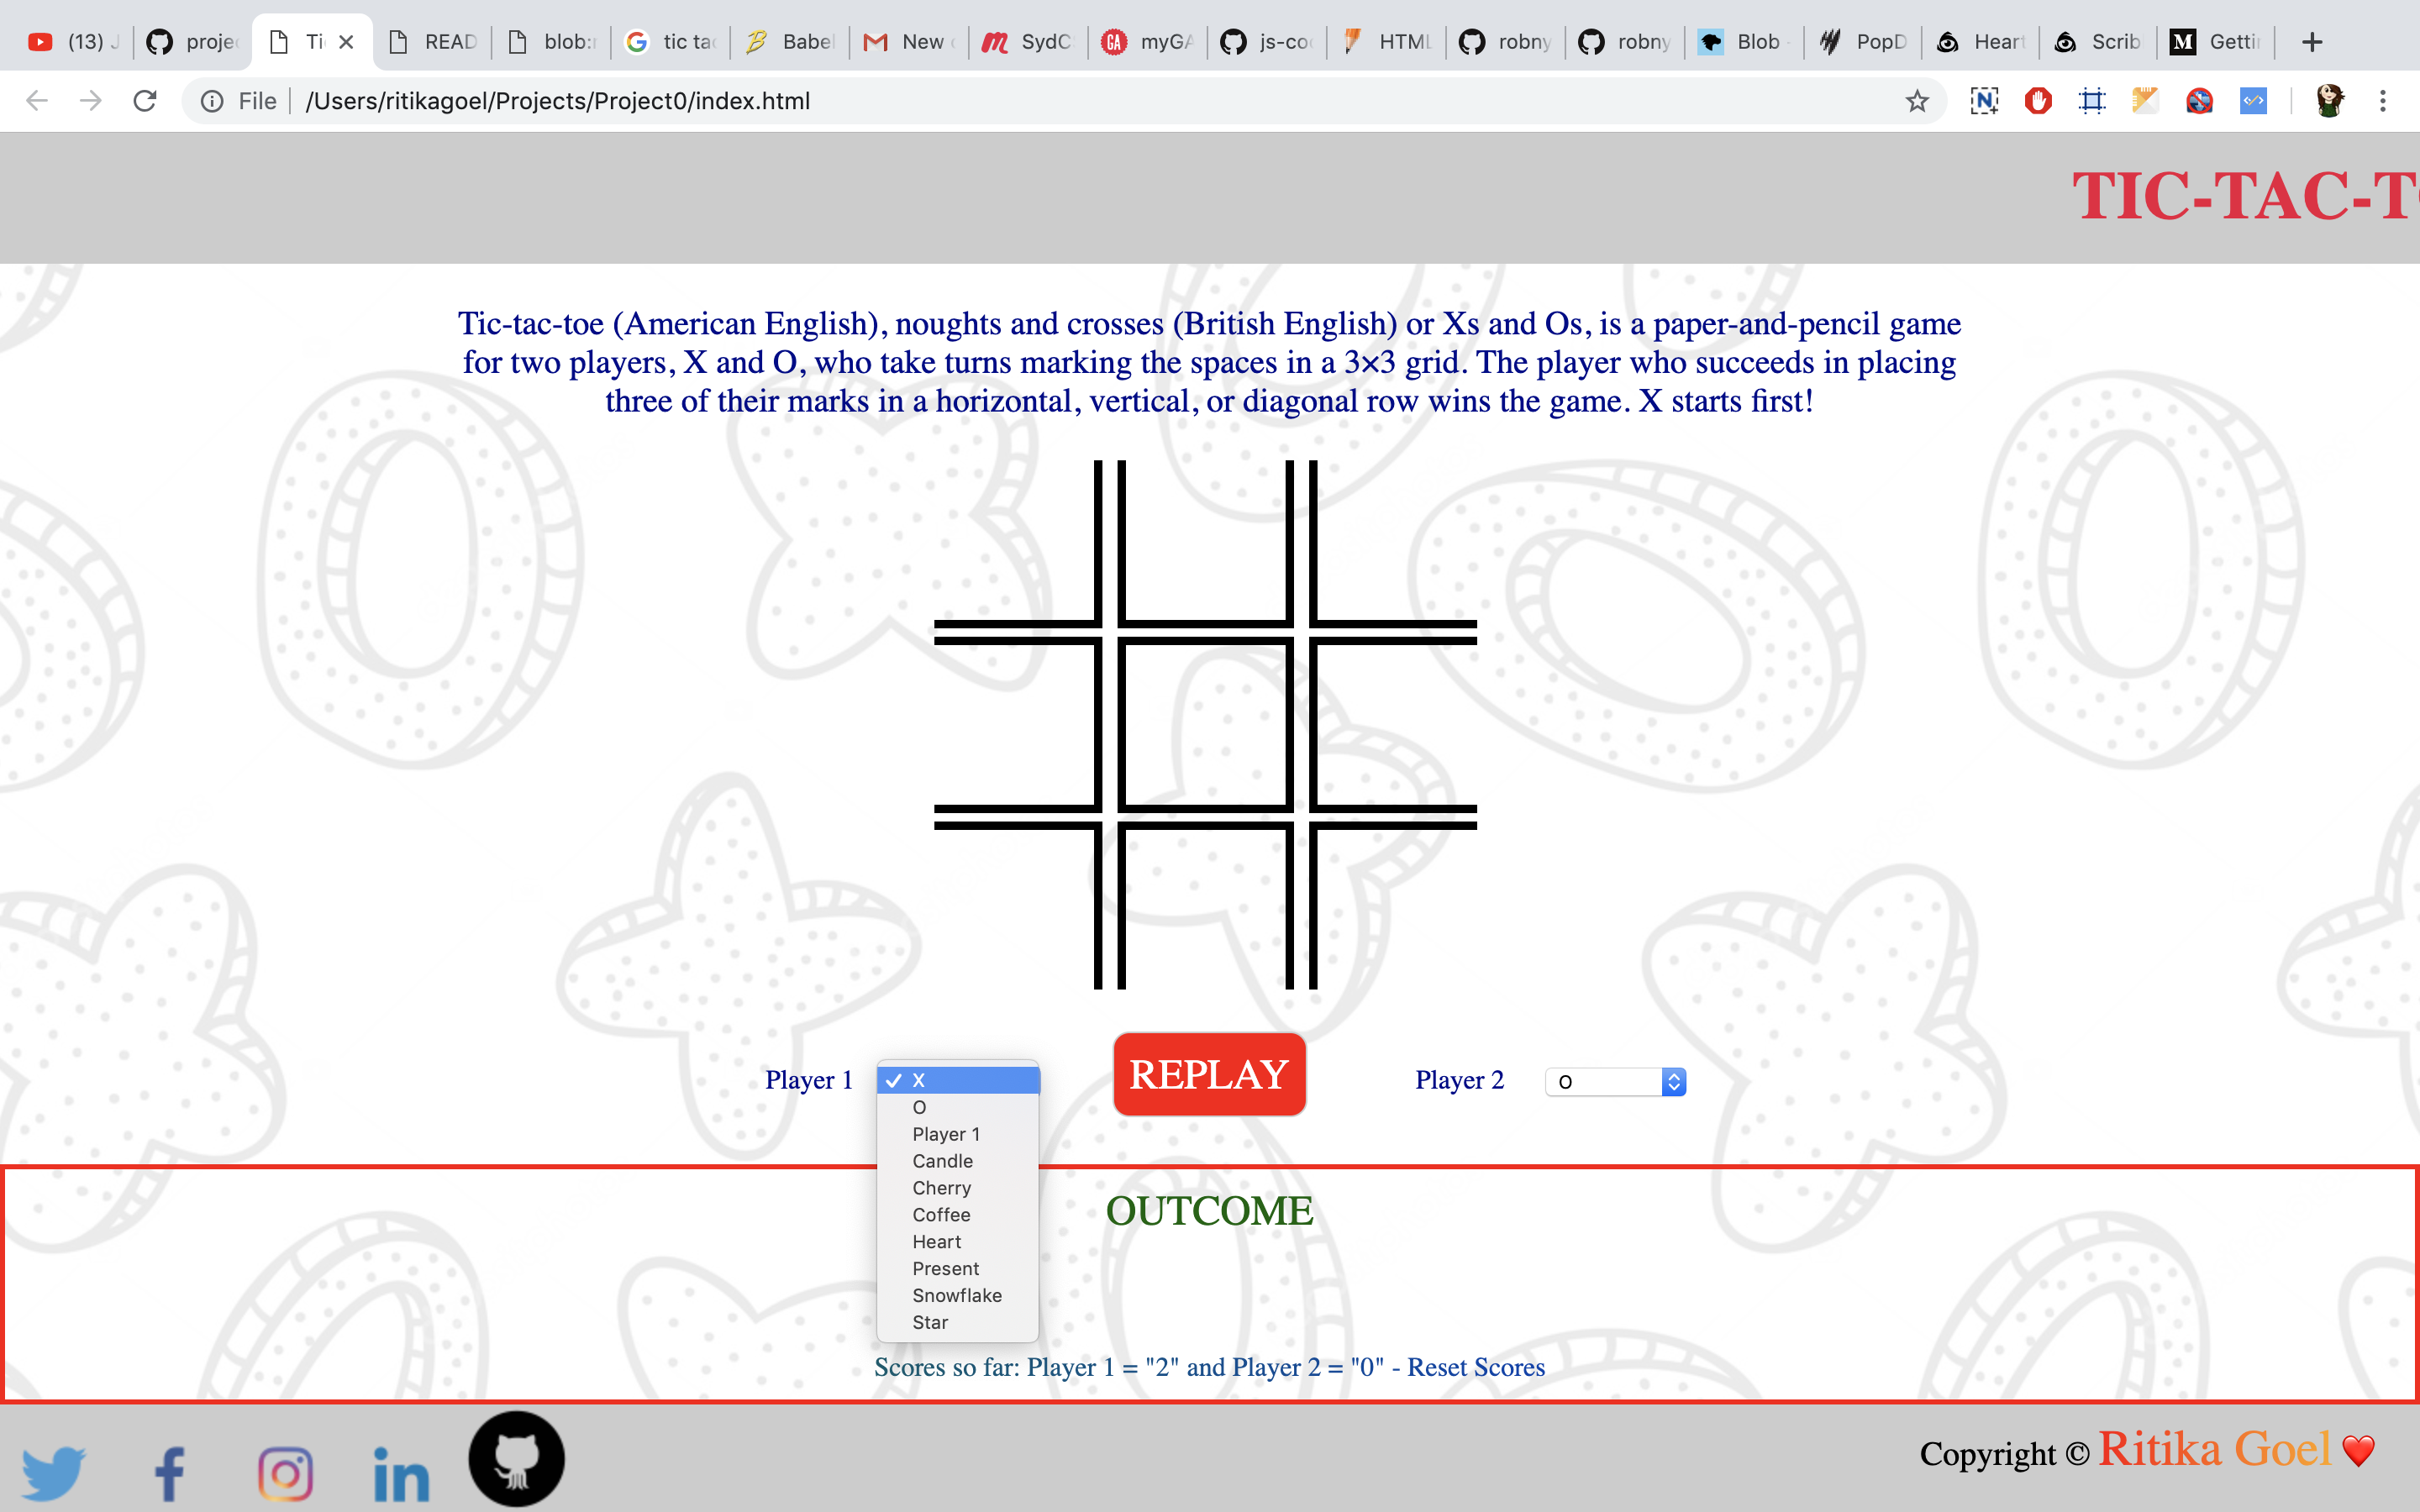 (13) J
projec
Ti
READ
blob:
tic tac
Babel
New
SydC
myGA
js-co
HTML
robny
robny
Blob
PopD
Heart
Scrib
Getti
File
/Users/ritikagoel/Projects/Project0/index.html
TIC-TAC-T
Tic-tac-toe (American English), noughts and crosses (British English) or Xs and Os, is a paper-and-pencil game
for two players, X and O, who take turns marking the spaces in a 3×3 grid. The player who succeeds in placing
three of their marks in a horizontal, vertical, or diagonal row wins the game. X starts first!
Player 1
✓ X
O
Player 1
Candle
Cherry
Coffee
Heart
Present
Snowflake
Star
REPLAY
Player 2
O
OUTCOME
Scores so far: Player 1 = "2" and Player 2 = "0" - Reset Scores
Copyright © Ritika Goel ❤️